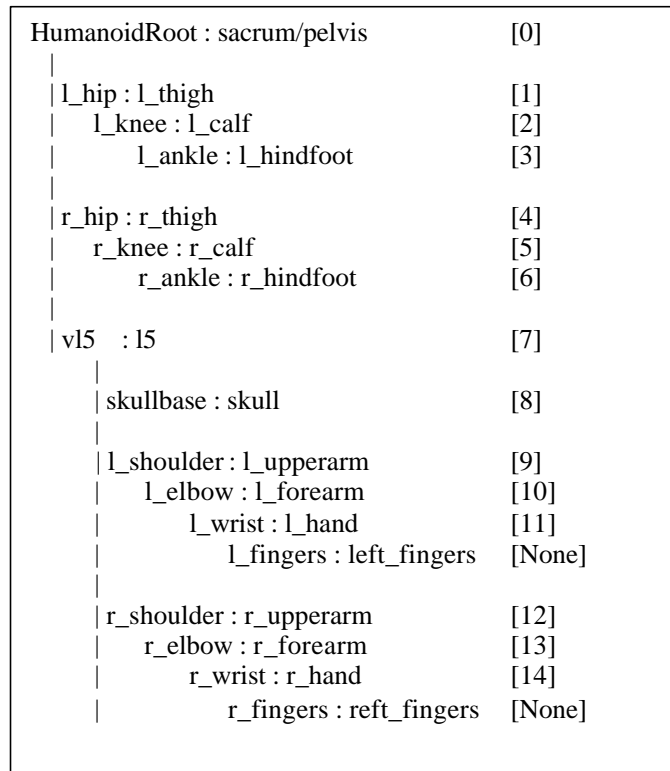 HumanoidRoot : sacrum/pelvis [0]
l_hip : l_thigh [1]
l_knee : l_calf [2]
l_ankle : l_hindfoot [3]
r_hip : r_thigh [4]
r_knee : r_calf [5]
r_ankle : r_hindfoot [6]
vl5 : l5 [7]
skullbase : skull [8]
l_shoulder : l_upperarm [9]
l_elbow : l_forearm [10]
l_wrist : l_hand [11]
l_fingers : left_fingers [None]
r_shoulder : r_upperarm [12]
r_elbow : r_forearm [13]
r_wrist : r_hand [14]
r_fingers : reft_fingers [None]